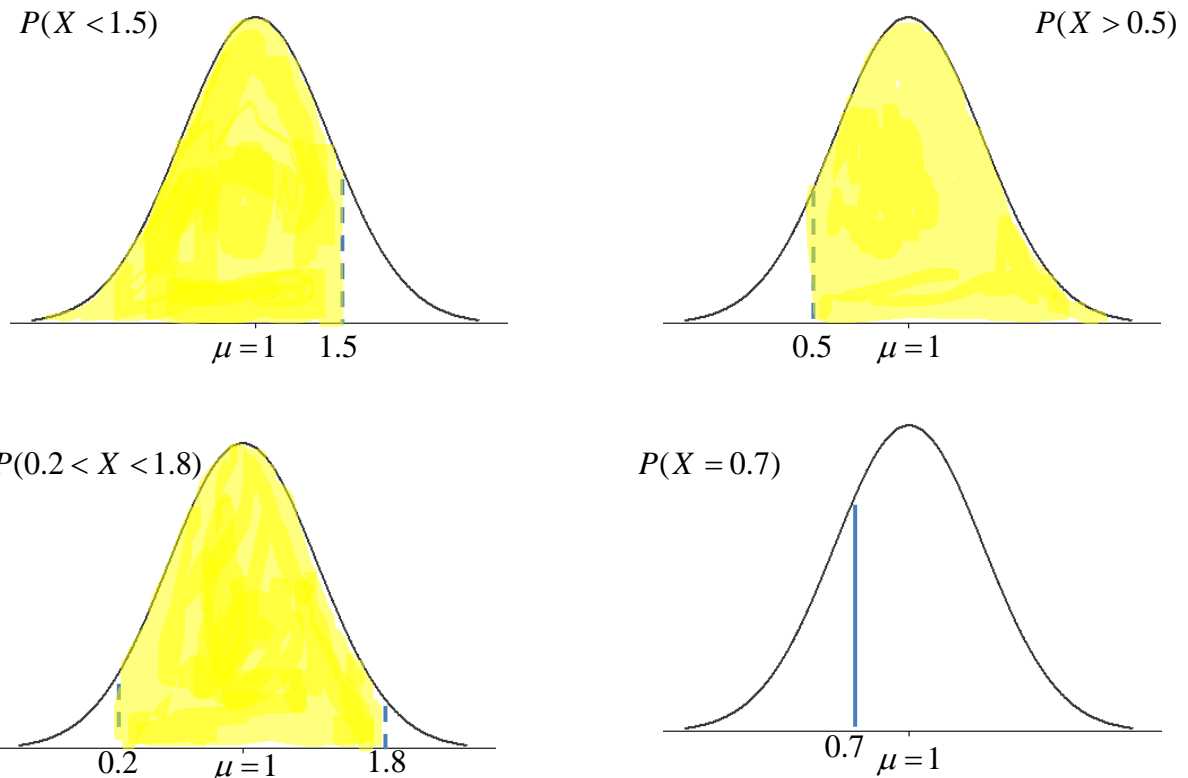 P(X < 1.5)
P(X > 0.5)
μ = 1
1.5
0.5
μ = 1
P(0.2 < X < 1.8)
P(X = 0.7)
0.2
μ = 1
1.8
0.7
μ = 1